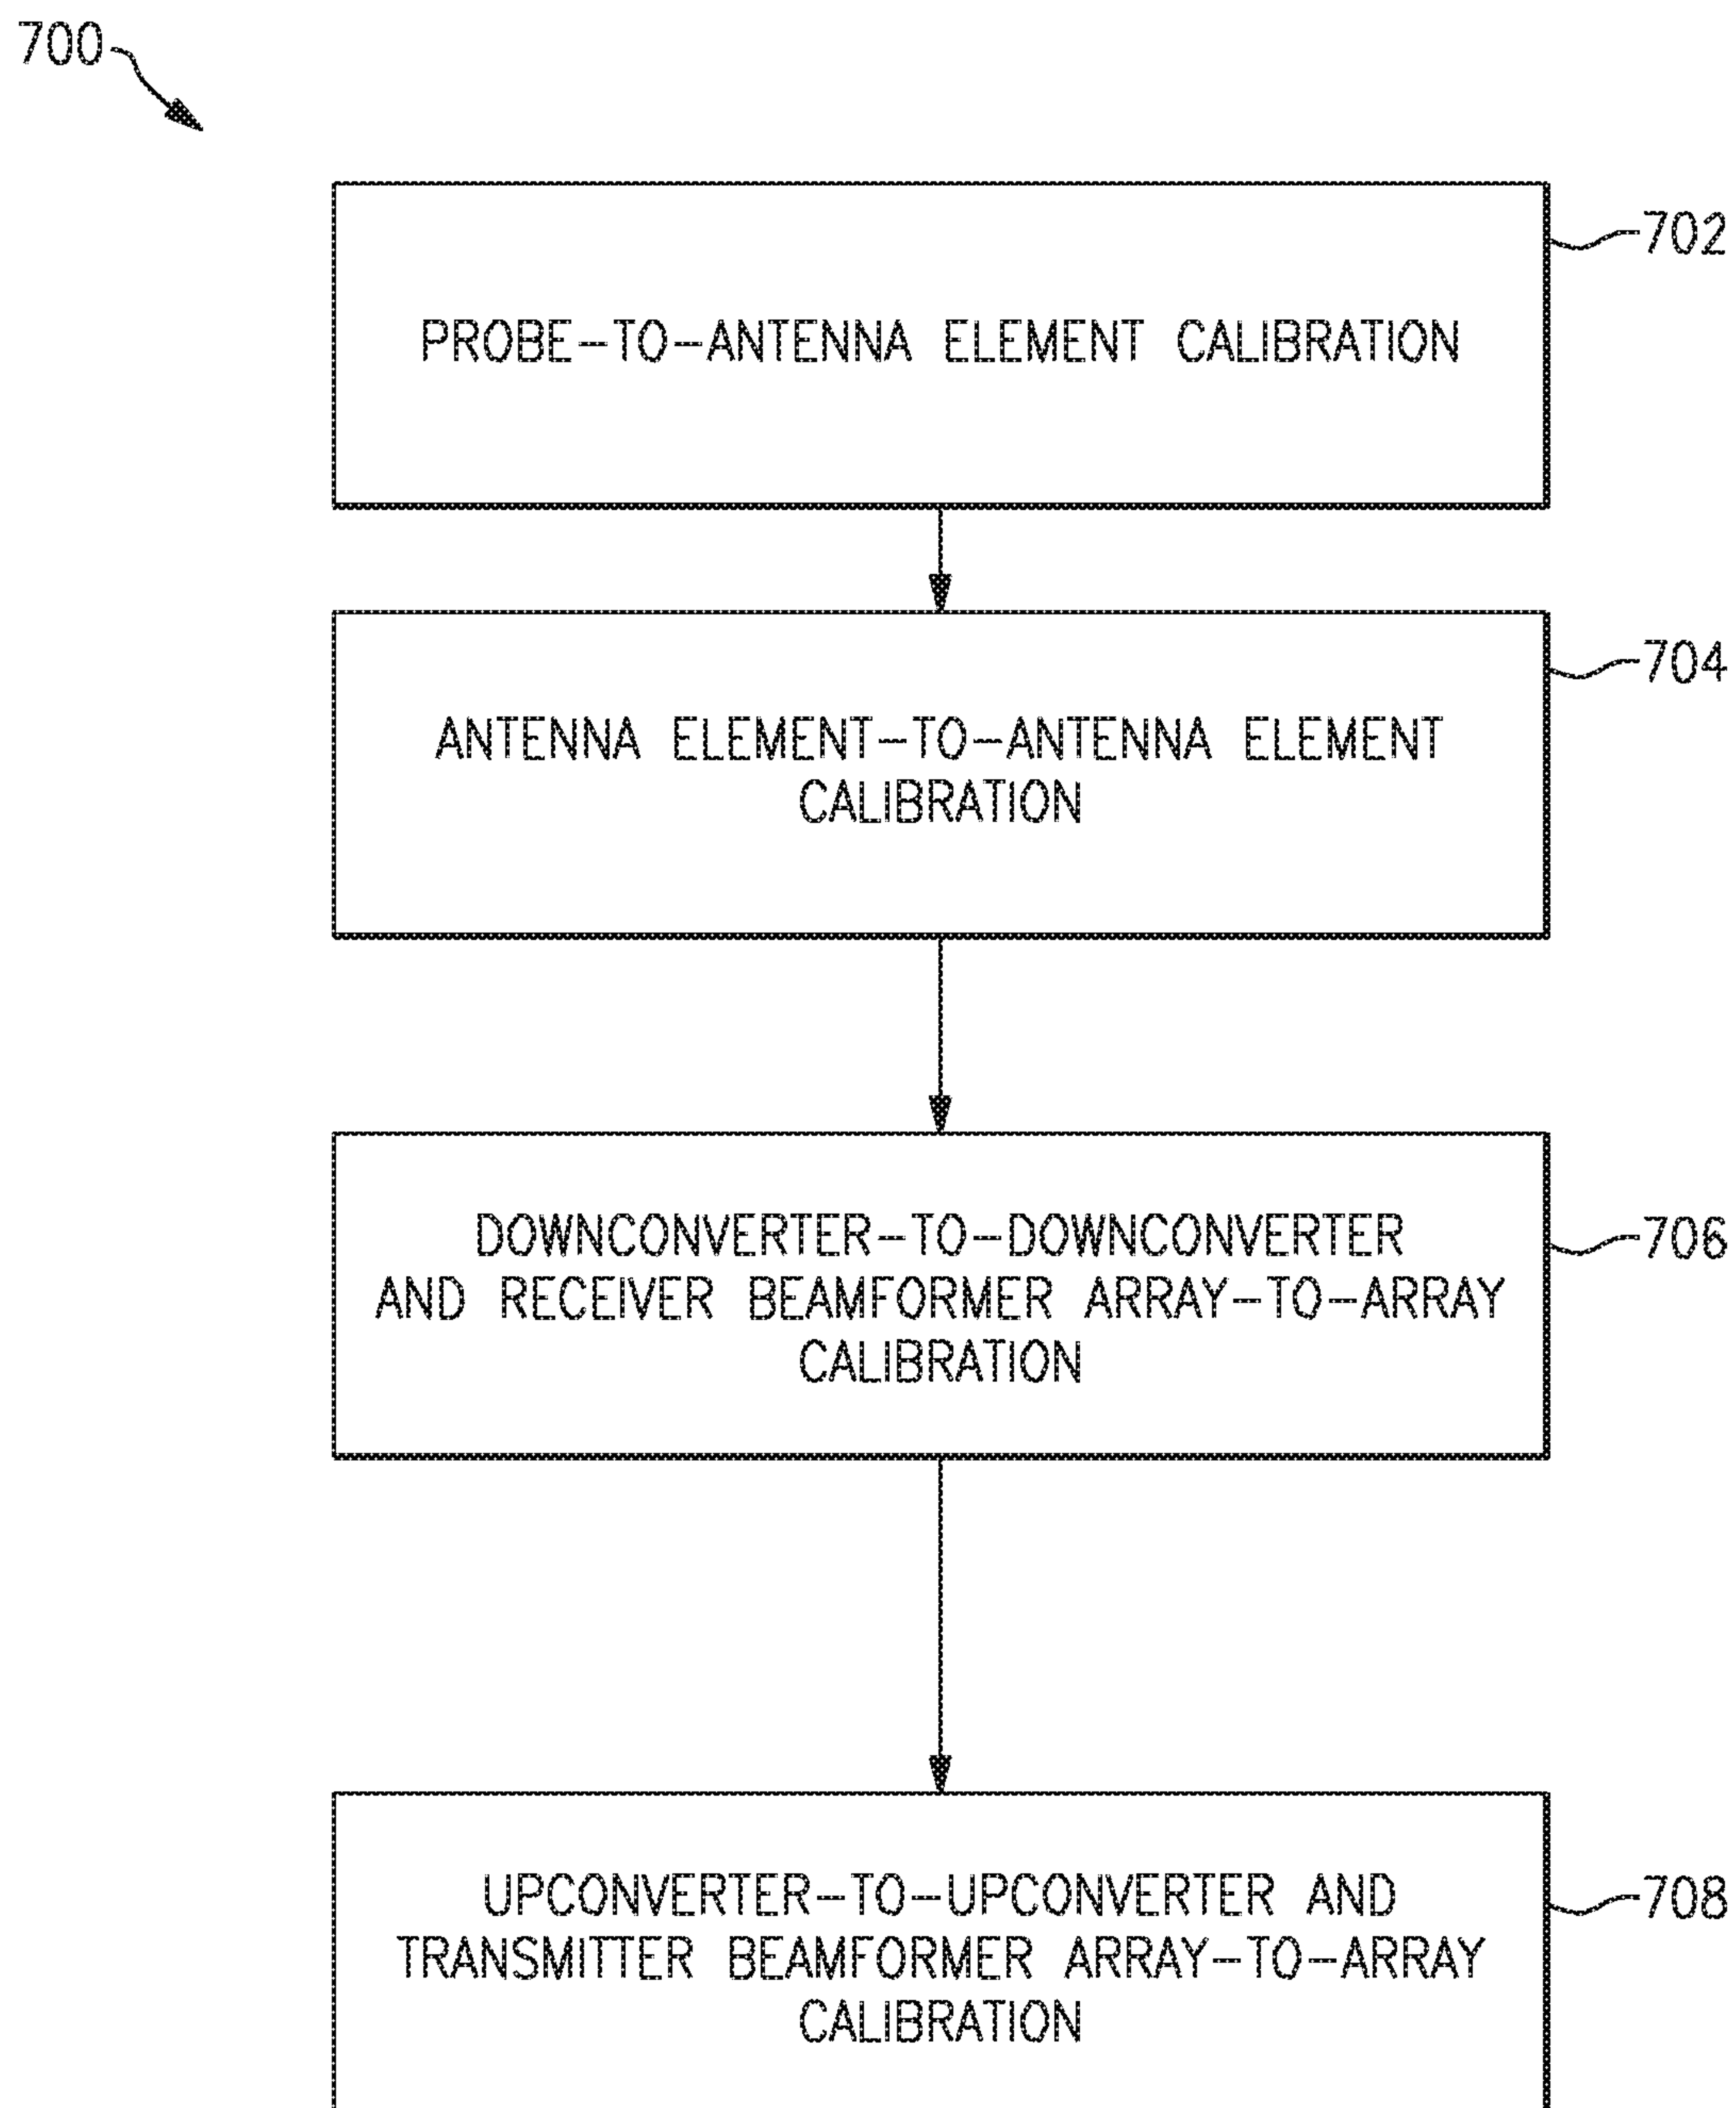 700
702
PROBE-TO-ANTENNA ELEMENT CALIBRATION
704
ANTENNA ELEMENT-TO-ANTENNA ELEMENT
CALIBRATION
706
DOWNCONVERTER-TO-DOWNCONVERTER
AND RECEIVER BEAMFORMER ARRAY-TO-ARRAY
CALIBRATION
708
UPCONVERTER-TO-UPCONVERTER AND
TRANSMITTER BEAMFORMER ARRAY-TO-ARRAY
CALIBRATION